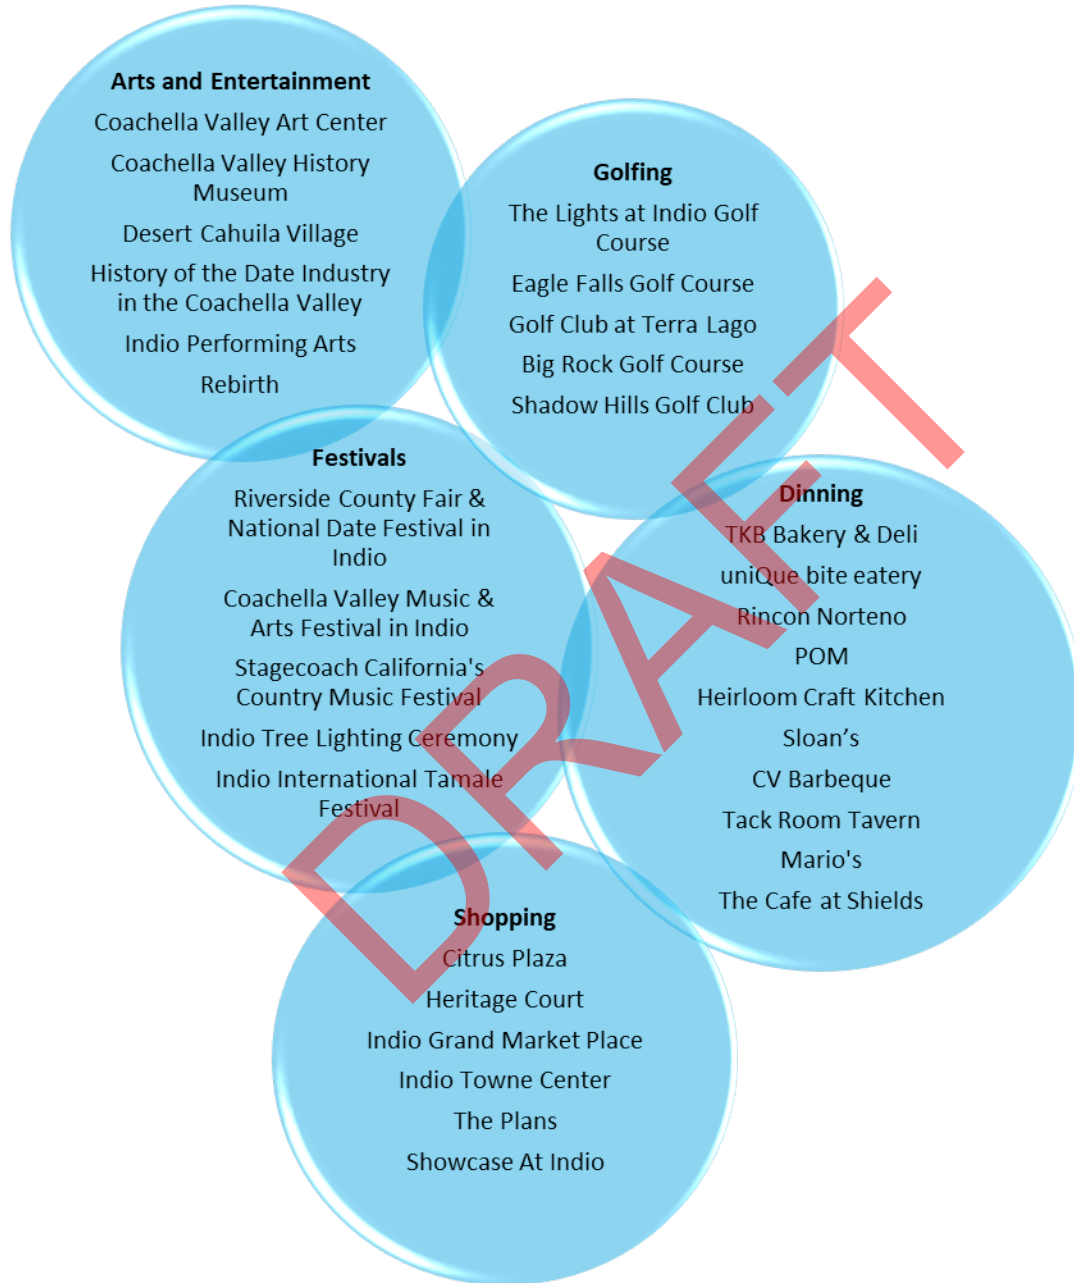 Arts and Entertainment
Coachella Valley Art Center
Coachella Valley History
Museum
Desert Cahuila Village
History of the Date Industry
in the Coachella Valley
Indio Performing Arts
Rebirth
Golfing
The Lights at Indio Golf
Course
Eagle Falls Golf Course
Golf Club at Terra Lago
Big Rock Golf Course
Shadow Hills Golf Club
Festivals
Riverside County Fair &
National Date Festival in
Indio
Coachella Valley Music &
Arts Festival in Indio
Stagecoach California's
Country Music Festival
Indio Tree Lighting Ceremony
Indio International Tamale
Festival
Dinning
TKB Bakery & Deli
uniQue bite eatery
Rincon Norteno
POM
Heirloom Craft Kitchen
Sloan’s
CV Barbeque
Tack Room Tavern
Mario's
The Cafe at Shields
Shopping
Citrus Plaza
Heritage Court
Indio Grand Market Place
Indio Towne Center
The Plans
Showcase At Indio
DRAFT